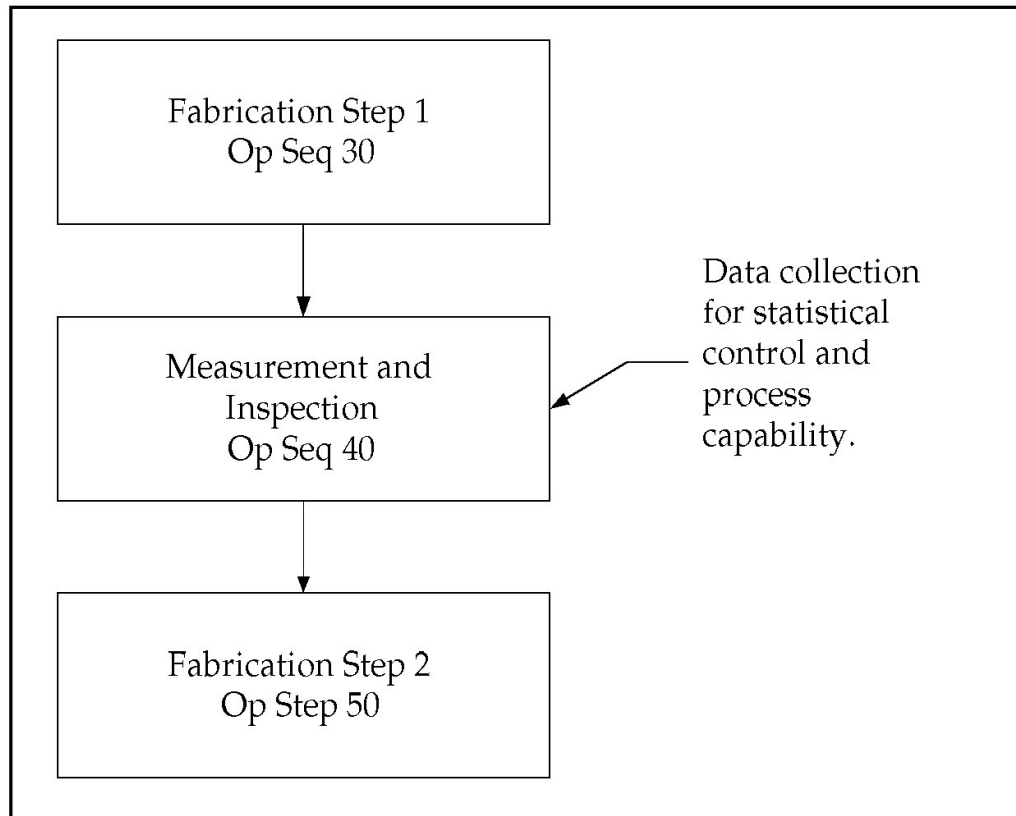 Fabrication Step 1
Op Seq 30
Measurement and
Inspection
Op Seq 40
Data collection
for statistical
control and
process
capability.
Fabrication Step 2
Op Step 50